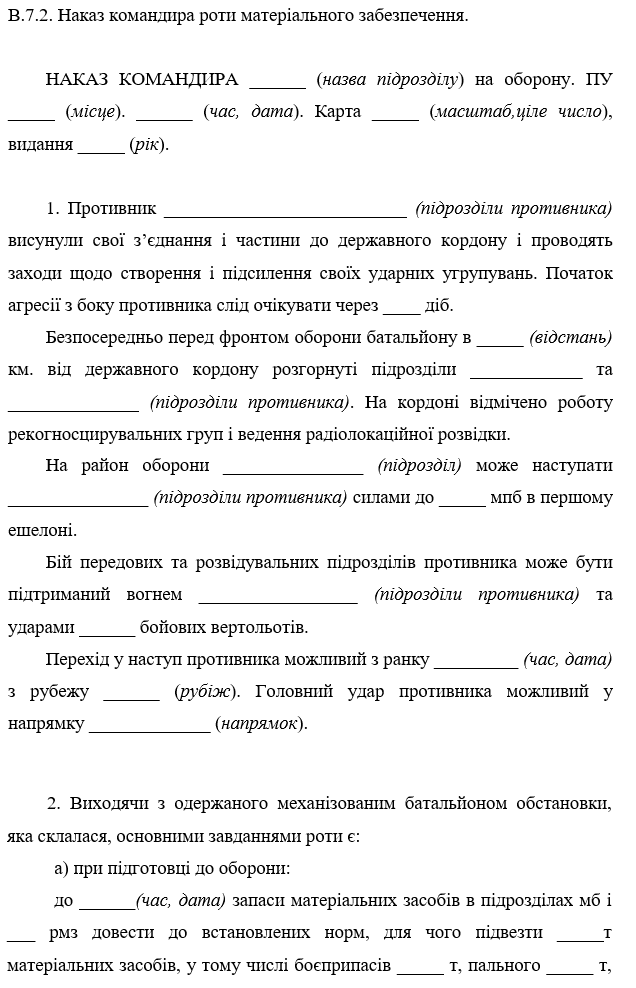 В.7.2. Наказ командира роти матеріального забезпечення.
НАКАЗ КОМАНДИРА ______ (назва підрозділу) на оборону. ПУ
_____ (місце). ______ (час, дата). Карта _____ (масштаб,ціле число),
видання _____ (рік).
1. Противник __________________________ (підрозділи противника)
висунули свої з’єднання і частини до державного кордону і проводять
заходи щодо створення і підсилення своїх ударних угрупувань. Початок
агресії з боку противника слід очікувати через ____ діб.
Безпосередньо перед фронтом оборони батальйону в _____ (відстань)
км. від державного кордону розгорнуті підрозділи ____________ та
______________ (підрозділи противника). На кордоні відмічено роботу
рекогносцирувальних груп і ведення радіолокаційної розвідки.
На район оборони _______________ (підрозділ) може наступати
_______________ (підрозділи противника) силами до _____ мпб в першому
ешелоні.
Бій передових та розвідувальних підрозділів противника може бути
підтриманий вогнем _________________ (підрозділи противника) та
ударами ______ бойових вертольотів.
Перехід у наступ противника можливий з ранку _________ (час, дата)
з рубежу ______ (рубіж). Головний удар противника можливий у
напрямку _____________ (напрямок).
2. Виходячи з одержаного механізованим батальйоном обстановки,
яка склалася, основними завданнями роти є:
а) при підготовці до оборони:
до ______(час, дата) запаси матеріальних засобів в підрозділах мб і
___ рмз довести до встановлених норм, для чого підвезти _____т
матеріальних засобів, у тому числі боєприпасів _____ т, пального _____ т,